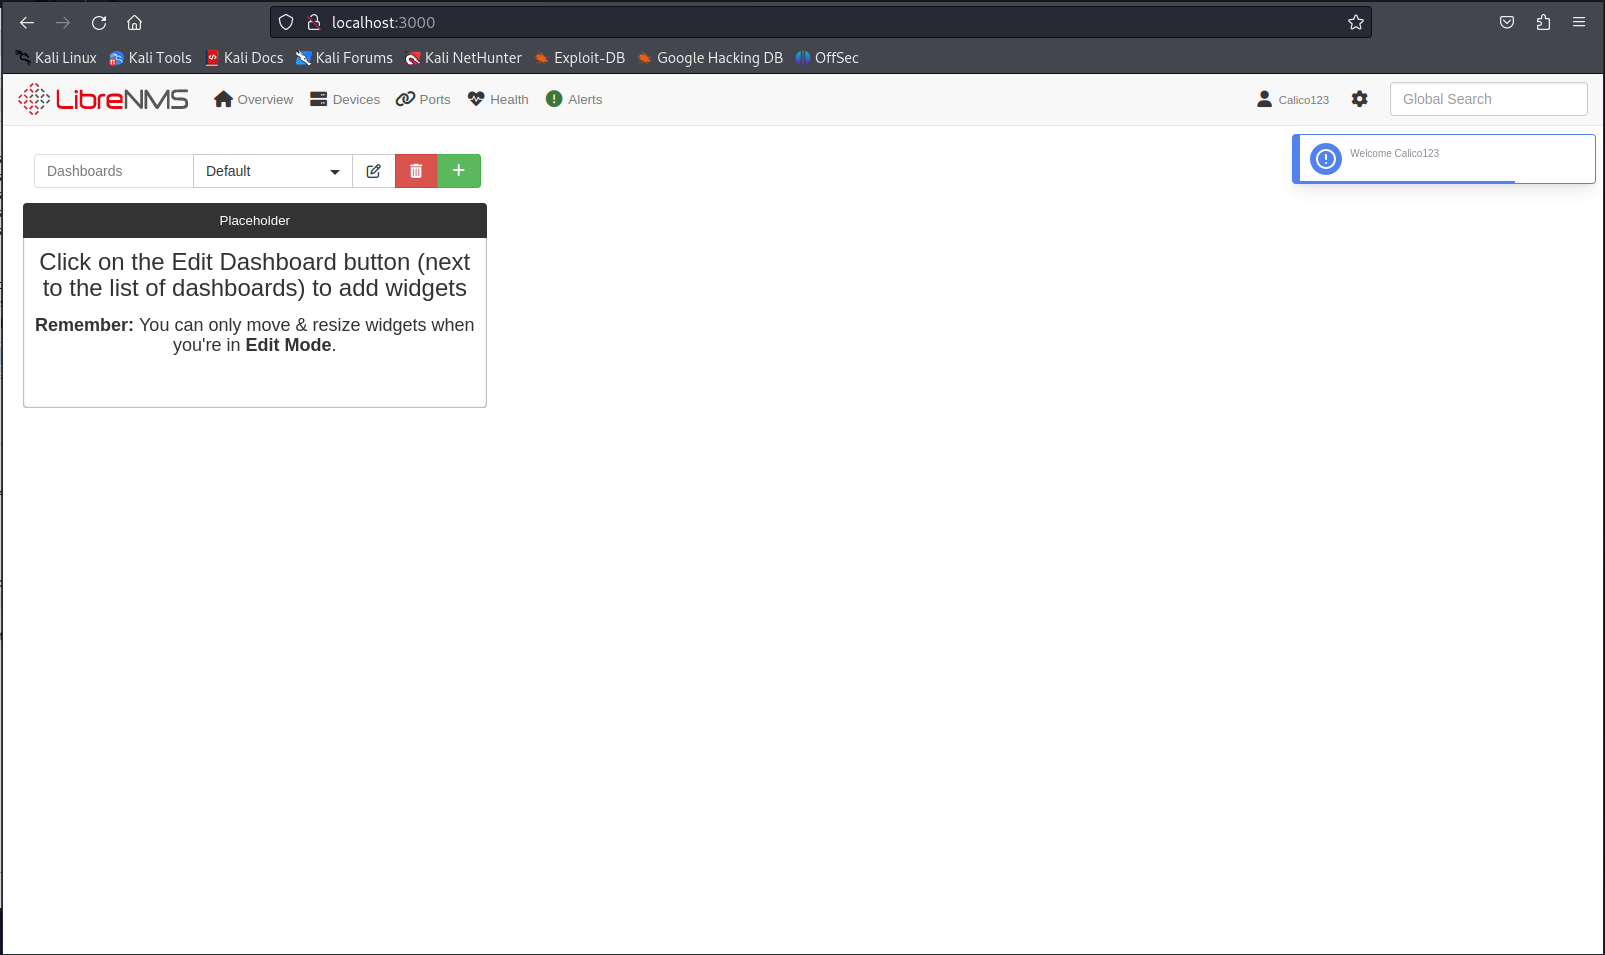 localhost:3000
Kali Linux Kali Tools Kali Docs Kali Forums Kali NetHunter Exploit-DB Google Hacking DB OffSec
LibreNMS Overview Devices Ports Health Alerts Calico123 Global Search
Welcome Calico123
Dashboards Default
Placeholder
Click on the Edit Dashboard button (next
to the list of dashboards) to add widgets
Remember: You can only move & resize widgets when
you're in Edit Mode.